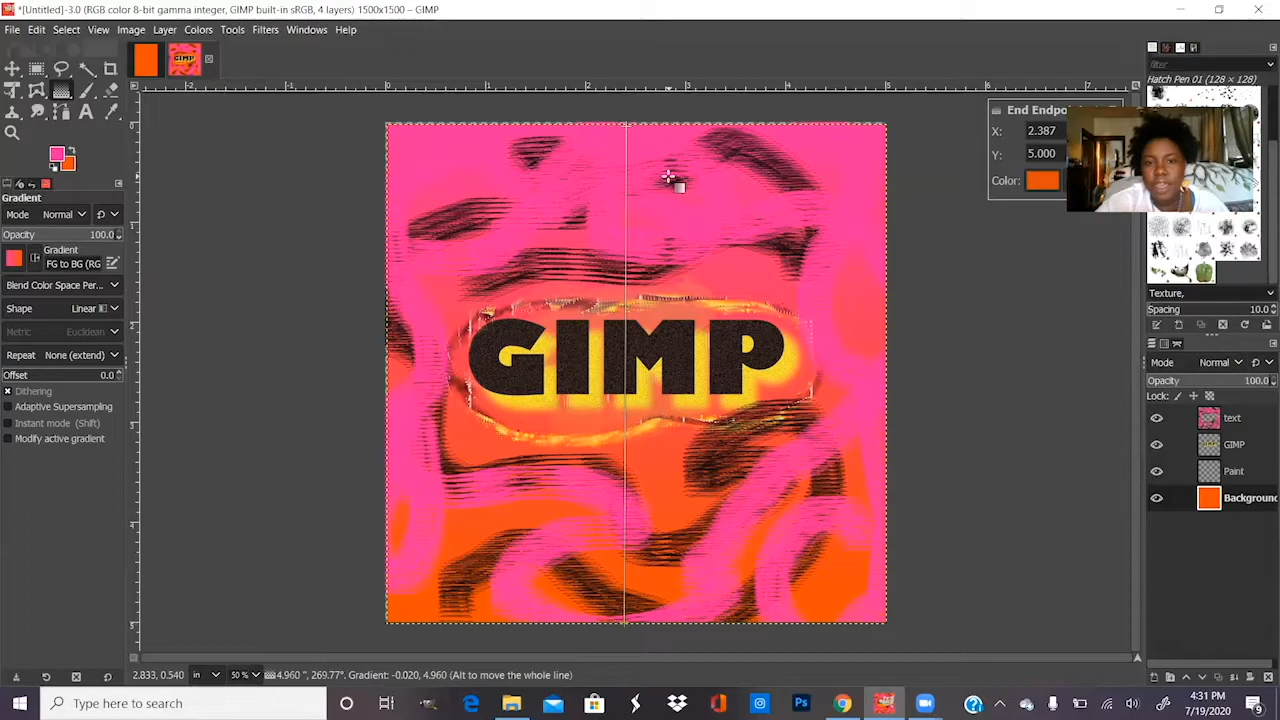 *[Untitled]-3.0 (RGB color 8-bit gamma integer, GIMP built-in sRGB, 4 layers) 1500x1500 – GIMP
File Edit Select View Image Layer Colors Tools Filters Windows Help
filter
Hatch Pen 01 (128 × 128)
End Endpo
X: 2.387
Y: 5.000
Color:
Gradient
Mode Normal
Opacity 100.0
Gradient
FG to BG (RG
Blend Color Space Perc
Shape Linear
Metric Euclidean
Repeat None (extend)
Offset 0.0
Dithering
Adaptive Supersampling
Instant mode (Shift)
Modify active gradient
GIMP
Texture,
Spacing 10.0
Mode Normal
Opacity 100.0
Lock:
text
GIMP
Paint
Backgroun
2.833, 0.540 in 50 % 4.960 ", 269.77°. Gradient: -0.020, 4.960 (Alt to move the whole line)
Type here to search
4:31 PM
7/19/2020